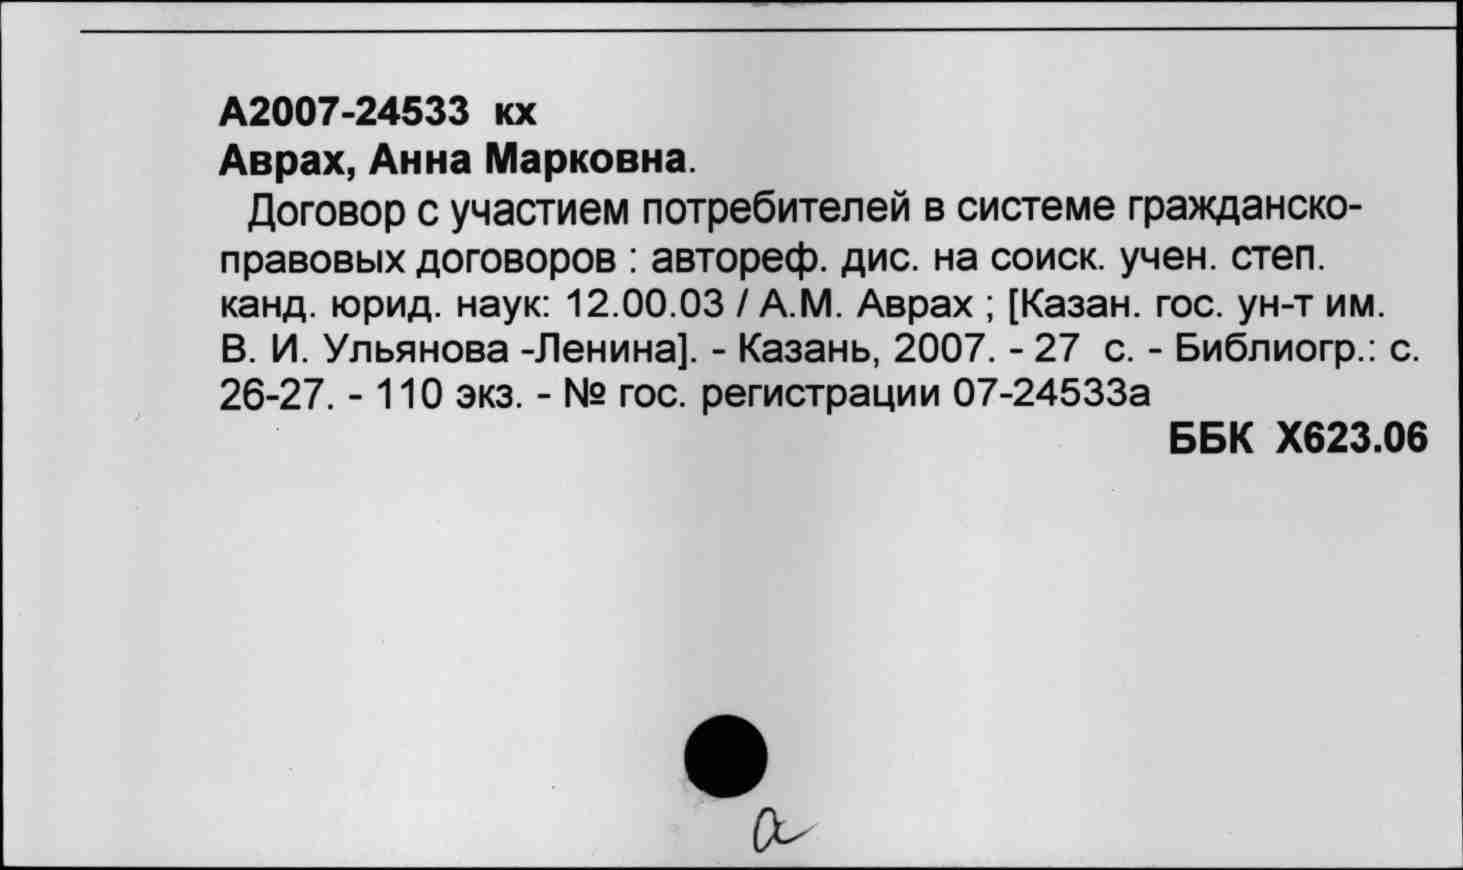 А2007-24533 кх
Аврах, Анна Марковна.
Договор с участием потребителей в системе гражданско-
правовых договоров : автореф. дис. на соиск. учен. степ.
канд. юрид. наук: 12.00.03 / А.М. Аврах ; [Казан. гос. ун-т им.
В. И. Ульянова -Ленина]. - Казань, 2007. - 27 с. - Библиогр.: с.
26-27. - 110 экз. - № гос. регистрации 07-24533а
ББК Х623.06
а